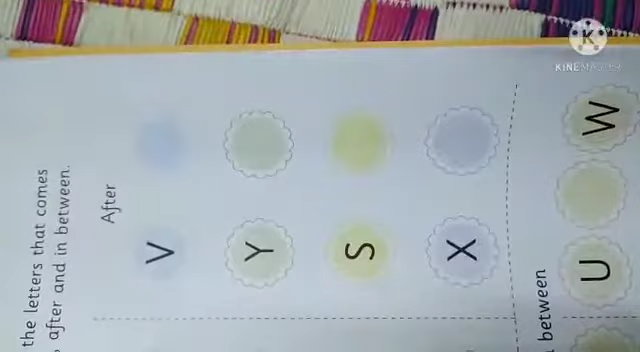 the letters that comes
after and in between.
After
V
Y
S
X
between
U W
K
KINEMASTER